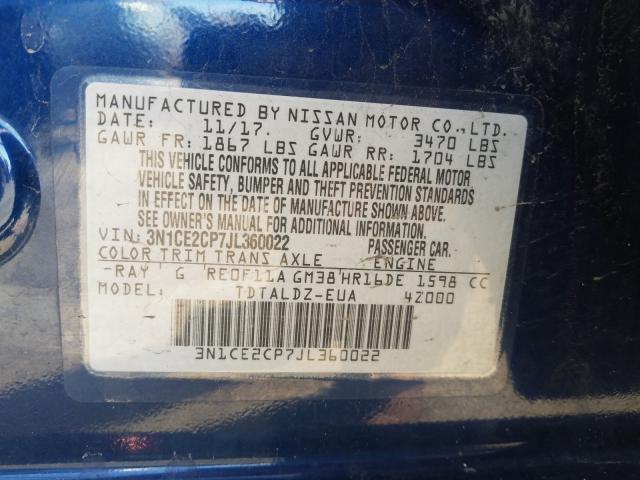 MANUFACTURED BY NISSAN MOTOR CO., LTD.
DATE: 11/17. GVWR: 3470 LBS
GAWR FR: 1867 LBS GAWR RR: 1704 LBS
THIS VEHICLE CONFORMS TO ALL APPLICABLE FEDERAL MOTOR
VEHICLE SAFETY, BUMPER AND THEFT PREVENTION STANDARDS
IN EFFECT ON THE DATE OF MANUFACTURE SHOWN ABOVE.
SEE OWNER'S MANUAL FOR ADDITIONAL INFORMATION.
VIN: 3N1CE2CP7JL360022 PASSENGER CAR.
COLOR TRIM TRANS AXLE ENGINE
-RAY G RE0F11A GM38 HR16DE 1598 CC
MODEL: TDTALDZ-EUA 4Z000
3N1CE2CP7JL360022